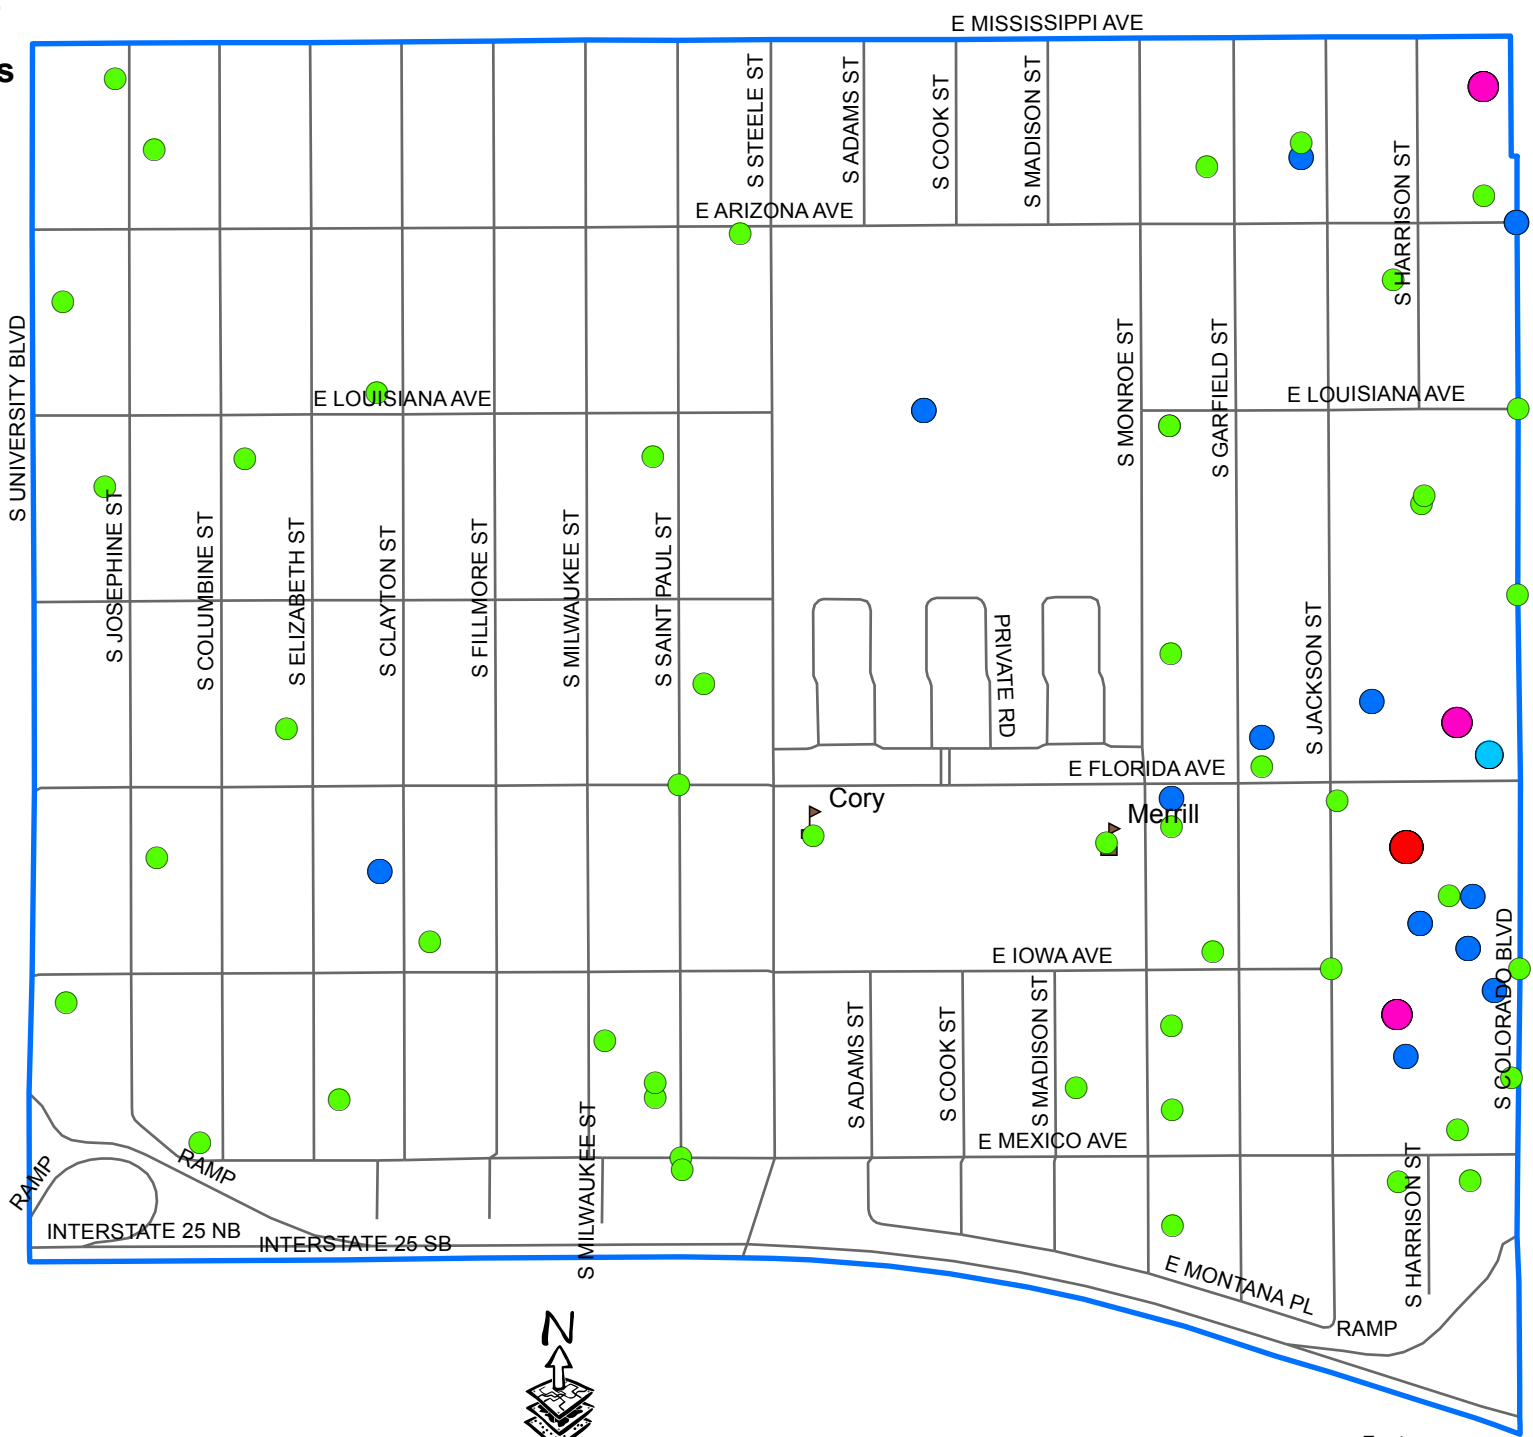 E MISSISSIPPI AVE
s
S STEELE ST
S ADAMS ST
S COOK ST
S MADISON ST
S HARRISON ST
E ARIZONA AVE
S UNIVERSITY BLVD
S MONROE ST
S GARFIELD ST
E LOUISIANA AVE
E LOUISIANA AVE
S JOSEPHINE ST
S COLUMBINE ST
S ELIZABETH ST
S CLAYTON ST
S FILLMORE ST
S MILWAUKEE ST
S SAINT PAUL ST
PRIVATE RD
S JACKSON ST
E FLORIDA AVE
Cory
Merrill
S COLORADO BLVD
E IOWA AVE
S ADAMS ST
S COOK ST
S MADISON ST
E MEXICO AVE
S MILWAUKEE ST
S HARRISON ST
RAMP
RAMP
INTERSTATE 25 NB
INTERSTATE 25 SB
E MONTANA PL
RAMP
N